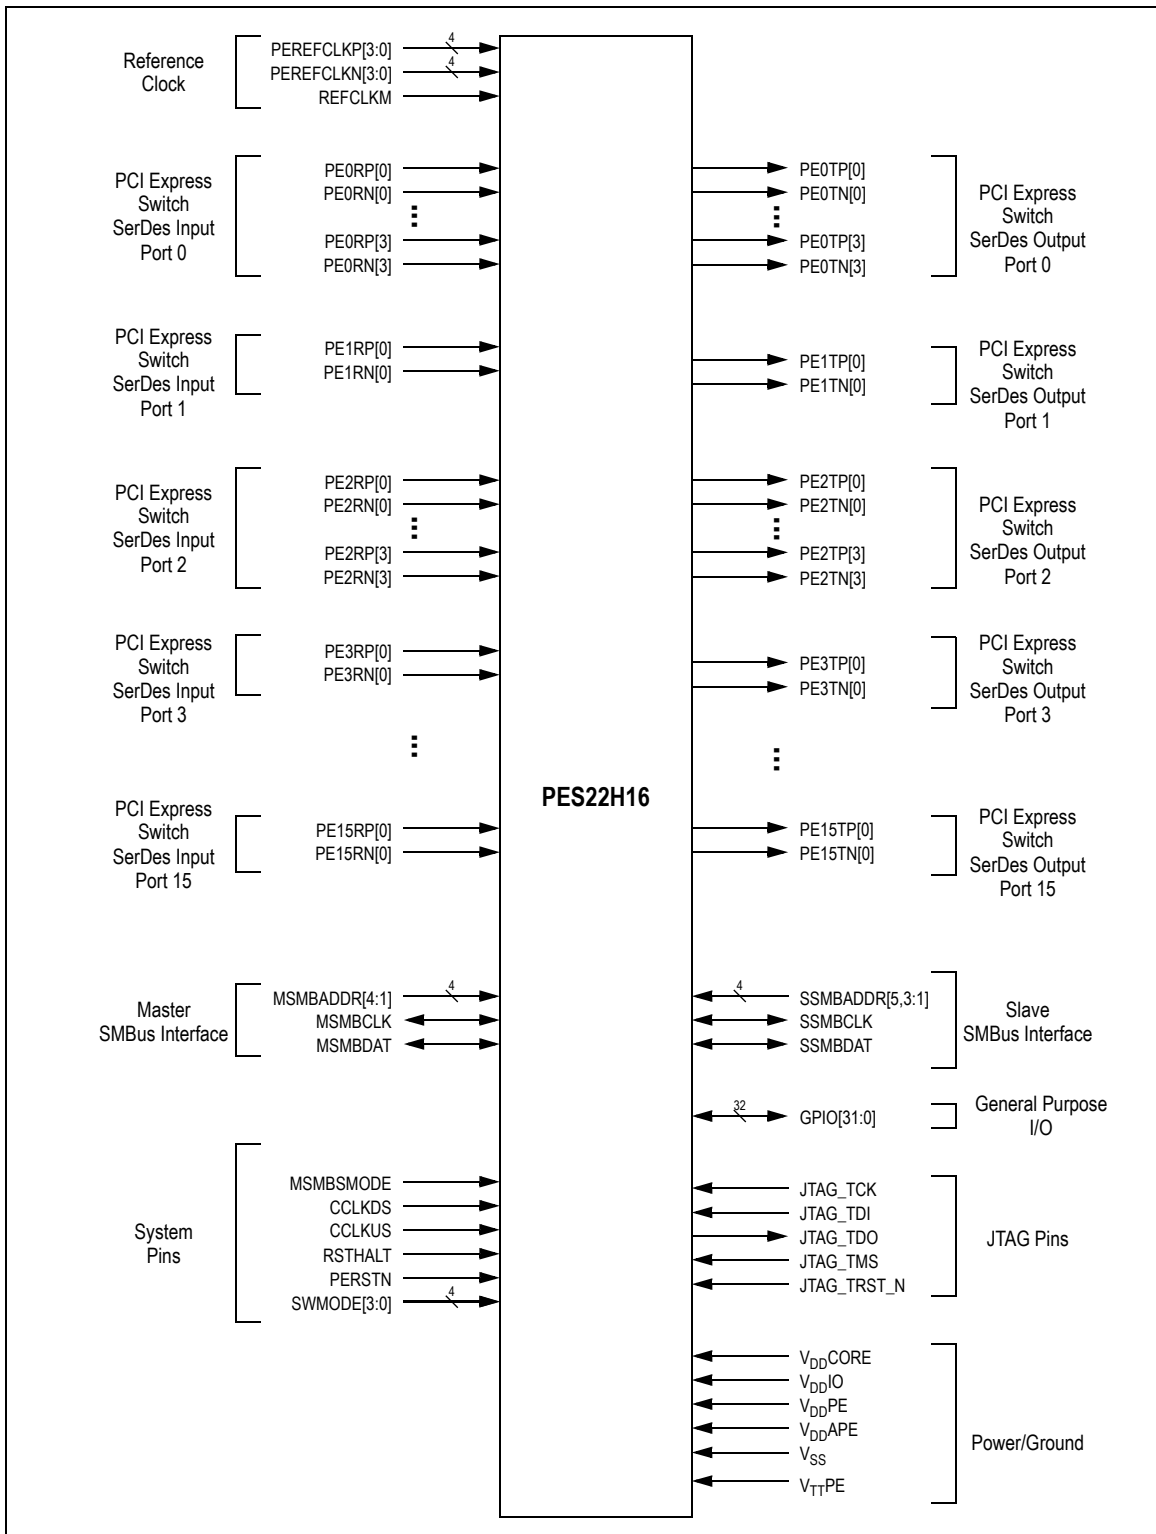 Reference
Clock
PEREFCLKP[3:0]
4
PEREFCLKN[3:0]
4
REFCLKM
PCI Express
Switch
SerDes Input
Port 0
PE0RP[0]
PE0RN[0]
...
PE0RP[3]
PE0RN[3]
PE0TP[0]
PE0TN[0]
...
PE0TP[3]
PE0TN[3]
PCI Express
Switch
SerDes Output
Port 0
PCI Express
Switch
SerDes Input
Port 1
PE1RP[0]
PE1RN[0]
PE1TP[0]
PE1TN[0]
PCI Express
Switch
SerDes Output
Port 1
PCI Express
Switch
SerDes Input
Port 2
PE2RP[0]
PE2RN[0]
...
PE2RP[3]
PE2RN[3]
PE2TP[0]
PE2TN[0]
...
PE2TP[3]
PE2TN[3]
PCI Express
Switch
SerDes Output
Port 2
PCI Express
Switch
SerDes Input
Port 3
PE3RP[0]
PE3RN[0]
PE3TP[0]
PE3TN[0]
PCI Express
Switch
SerDes Output
Port 3
...
...
PES22H16
PCI Express
Switch
SerDes Input
Port 15
PE15RP[0]
PE15RN[0]
PE15TP[0]
PE15TN[0]
PCI Express
Switch
SerDes Output
Port 15
Master
SMBus Interface
MSMBADDR[4:1]
4
MSMBCLK
MSMBDAT
4
SSMBADDR[5,3:1]
SSMBCLK
SSMBDAT
Slave
SMBus Interface
32
GPIO[31:0]
General Purpose
I/O
System
Pins
MSMBSMODE
CCLKDS
CCLKUS
RSTHALT
PERSTN
SWMODE[3:0]
4
JTAG_TCK
JTAG_TDI
JTAG_TDO
JTAG_TMS
JTAG_TRST_N
JTAG Pins
VDDCORE
VDDIO
VDDPE
VDDAPE
VSS
VTTPE
Power/Ground